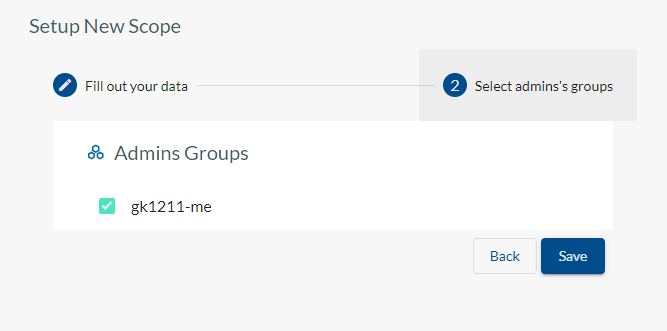 Setup New Scope
Fill out your data
2 Select admins's groups
Admins Groups
gk1211-me
Back Save